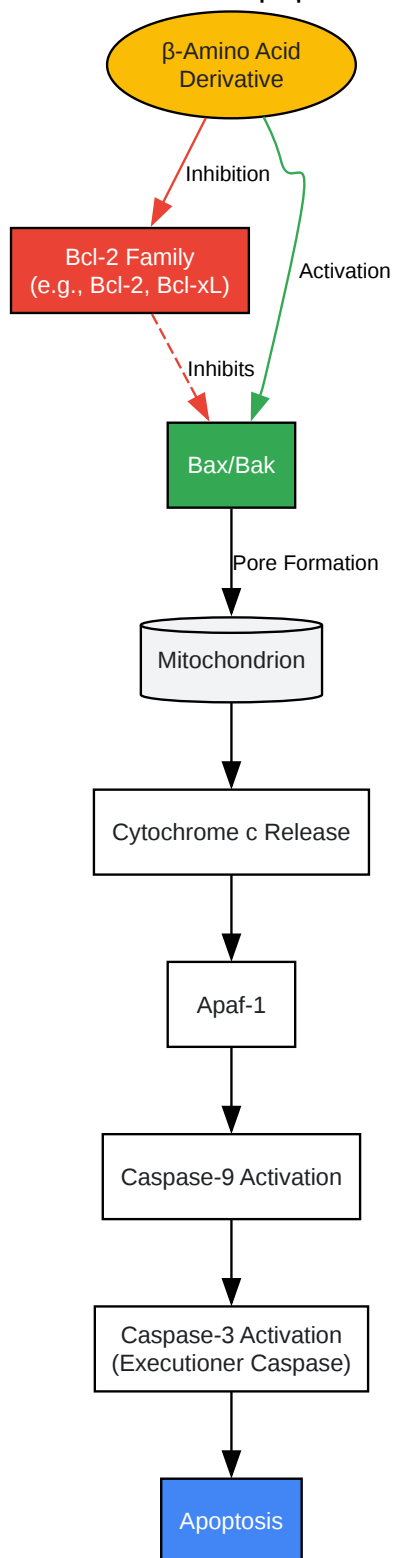 β-Amino Acid
Derivative
Inhibition
Activation
Bcl-2 Family
(e.g., Bcl-2, Bcl-xL)
Inhibits
Bax/Bak
Pore Formation
Mitochondrion
Cytochrome c Release
Apaf-1
Caspase-9 Activation
Caspase-3 Activation
(Executioner Caspase)
Apoptosis